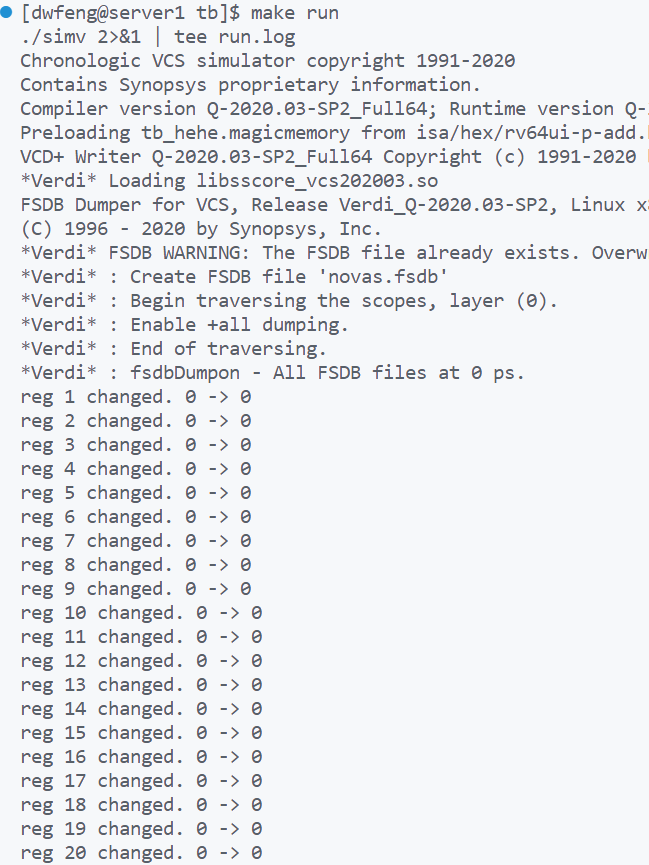 [dwfeng@server1 tb]$ make run
./simv 2>&1 | tee run.log
Chronologic VCS simulator copyright 1991-2020
Contains Synopsys proprietary information.
Compiler version Q-2020.03-SP2_Full64; Runtime version Q-
Preloading tb_hehe.magicmemory from isa/hex/rv64ui-p-add.
VCD+ Writer Q-2020.03-SP2_Full64 Copyright (c) 1991-2020
*Verdi* Loading libsscore_vcs202003.so
FSDB Dumper for VCS, Release Verdi_Q-2020.03-SP2, Linux x
(C) 1996 - 2020 by Synopsys, Inc.
*Verdi* FSDB WARNING: The FSDB file already exists. Overw
*Verdi* : Create FSDB file 'novas.fsdb'
*Verdi* : Begin traversing the scopes, layer (0).
*Verdi* : Enable +all dumping.
*Verdi* : End of traversing.
*Verdi* : fsdbDumpon - All FSDB files at 0 ps.
reg 1 changed. 0 -> 0
reg 2 changed. 0 -> 0
reg 3 changed. 0 -> 0
reg 4 changed. 0 -> 0
reg 5 changed. 0 -> 0
reg 6 changed. 0 -> 0
reg 7 changed. 0 -> 0
reg 8 changed. 0 -> 0
reg 9 changed. 0 -> 0
reg 10 changed. 0 -> 0
reg 11 changed. 0 -> 0
reg 12 changed. 0 -> 0
reg 13 changed. 0 -> 0
reg 14 changed. 0 -> 0
reg 15 changed. 0 -> 0
reg 16 changed. 0 -> 0
reg 17 changed. 0 -> 0
reg 18 changed. 0 -> 0
reg 19 changed. 0 -> 0
reg 20 changed. 0 -> 0